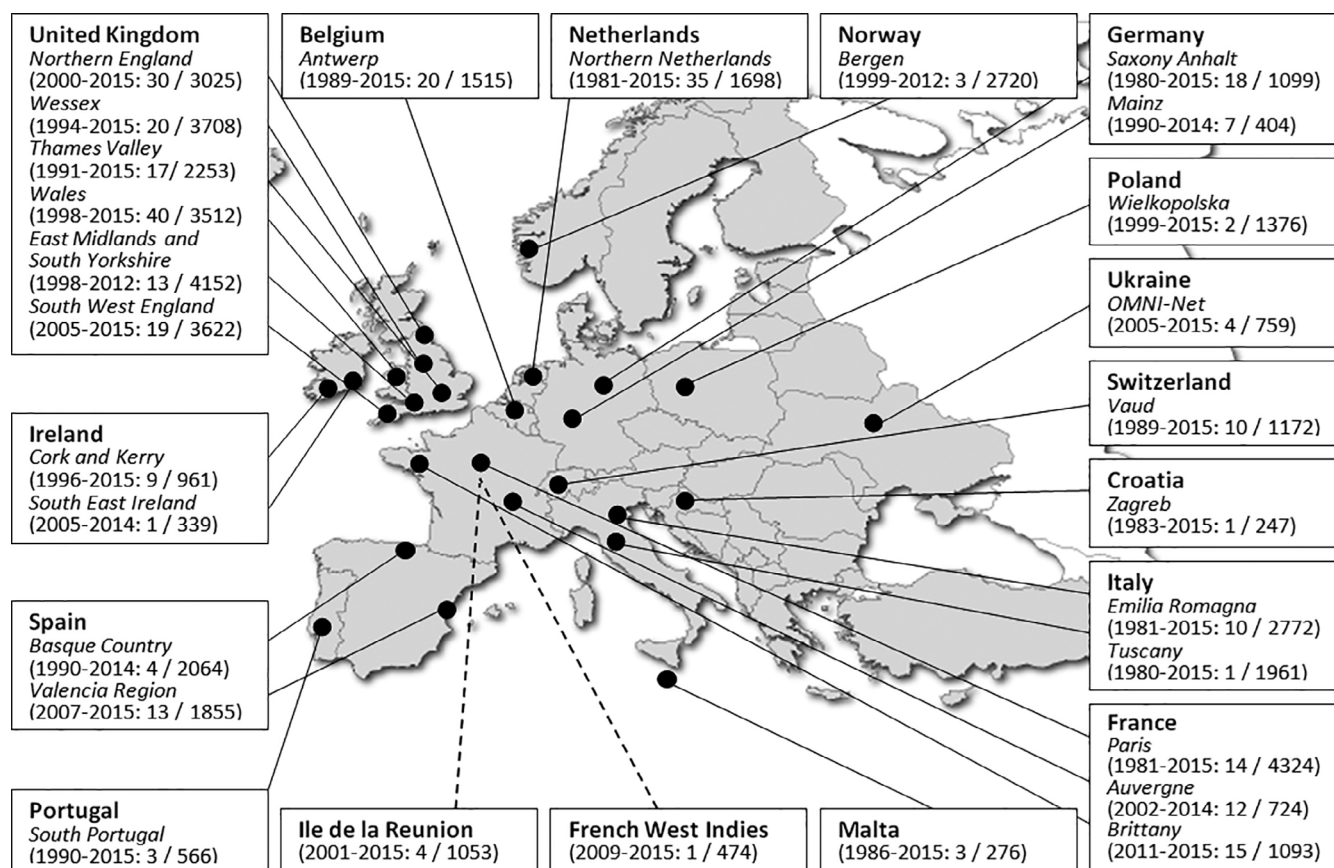 United Kingdom
Northern England
(2000-2015: 30 / 3025)
Wessex
(1994-2015: 20 / 3708)
Thames Valley
(1991-2015: 17/ 2253)
Wales
(1998-2015: 40 / 3512)
East Midlands and
South Yorkshire
(1998-2012: 13 / 4152)
South West England
(2005-2015: 19 / 3622)
Belgium
Antwerp
(1989-2015: 20 / 1515)
Netherlands
Northern Netherlands
(1981-2015: 35 / 1698)
Norway
Bergen
(1999-2012: 3 / 2720)
Germany
Saxony Anhalt
(1980-2015: 18 / 1099)
Mainz
(1990-2014: 7 / 404)
Poland
Wielkopolska
(1999-2015: 2 / 1376)
Ukraine
OMNI-Net
(2005-2015: 4 / 759)
Switzerland
Vaud
(1989-2015: 10 / 1172)
Croatia
Zagreb
(1983-2015: 1 / 247)
Italy
Emilia Romagna
(1981-2015: 10 / 2772)
Tuscany
(1980-2015: 1 / 1961)
France
Paris
(1981-2015: 14 / 4324)
Auvergne
(2002-2014: 12 / 724)
Brittany
(2011-2015: 15 / 1093)
Ireland
Cork and Kerry
(1996-2015: 9 / 961)
South East Ireland
(2005-2014: 1 / 339)
Spain
Basque Country
(1990-2014: 4 / 2064)
Valencia Region
(2007-2015: 13 / 1855)
Portugal
South Portugal
(1990-2015: 3 / 566)
Ile de la Reunion
(2001-2015: 4 / 1053)
French West Indies
(2009-2015: 1 / 474)
Malta
(1986-2015: 3 / 276)